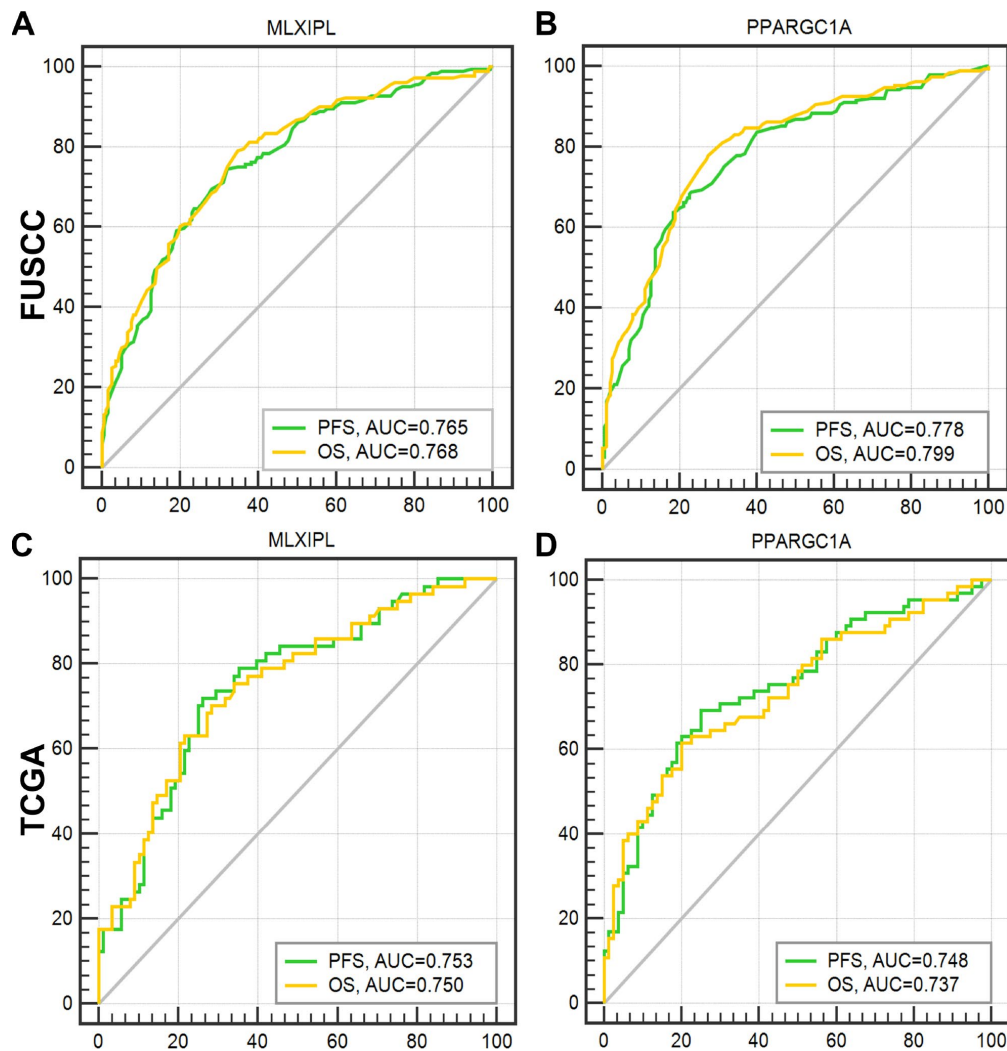 A
MLXIPL
B
PPARGC1A
FUSCC
100
80
60
40
20
0
PFS, AUC=0.765
OS, AUC=0.768
0 20 40 60 80 100
100
80
60
40
20
0
PFS, AUC=0.778
OS, AUC=0.799
0 20 40 60 80 100
C
MLXIPL
D
PPARGC1A
TCGA
100
80
60
40
20
0
PFS, AUC=0.753
OS, AUC=0.750
0 20 40 60 80 100
100
80
60
40
20
0
PFS, AUC=0.748
OS, AUC=0.737
0 20 40 60 80 100